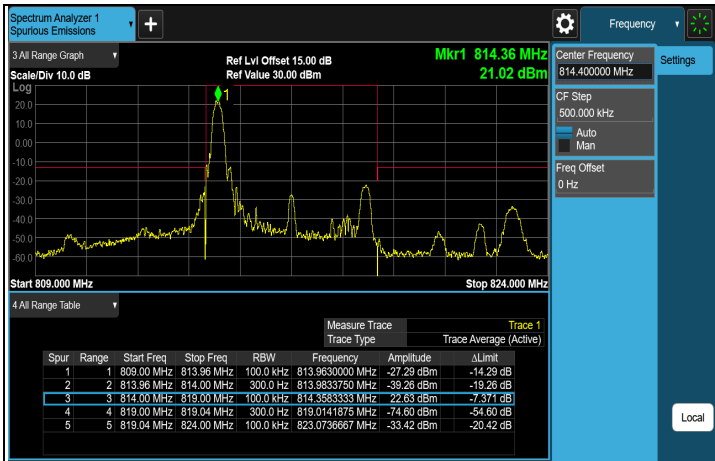 Spectrum Analyzer 1
Spurious Emissions
Frequency
3 All Range Graph
Ref Lvl Offset 15.00 dB
Mkr1 814.36 MHz
Scale/Div 10.0 dB
Ref Value 30.00 dBm
21.02 dBm
Log
1
20.0
10.0
0.00
-10.0
-20.0
-30.0
-40.0
-50.0
-60.0
Start 809.000 MHz
Stop 824.000 MHz
Center Frequency
814.400000 MHz
Settings
CF Step
500.000 kHz
Auto
Man
Freq Offset
0 Hz
Local
4 All Range Table
Measure Trace Trace 1
Trace Type Trace Average (Active)
Spur Range Start Freq Stop Freq RBW Frequency Amplitude ΔLimit
1 1 809.00 MHz 813.96 MHz 100.0 kHz 813.9630000 MHz -27.29 dBm -14.29 dB
2 2 813.96 MHz 814.00 MHz 300.0 Hz 813.9833750 MHz -39.26 dBm -19.26 dB
3 3 814.00 MHz 819.00 MHz 100.0 kHz 814.3583333 MHz 22.63 dBm -7.371 dB
4 4 819.00 MHz 819.04 MHz 300.0 Hz 819.0141875 MHz -74.60 dBm -54.60 dB
5 5 819.04 MHz 824.00 MHz 100.0 kHz 823.0736667 MHz -33.42 dBm -20.42 dB